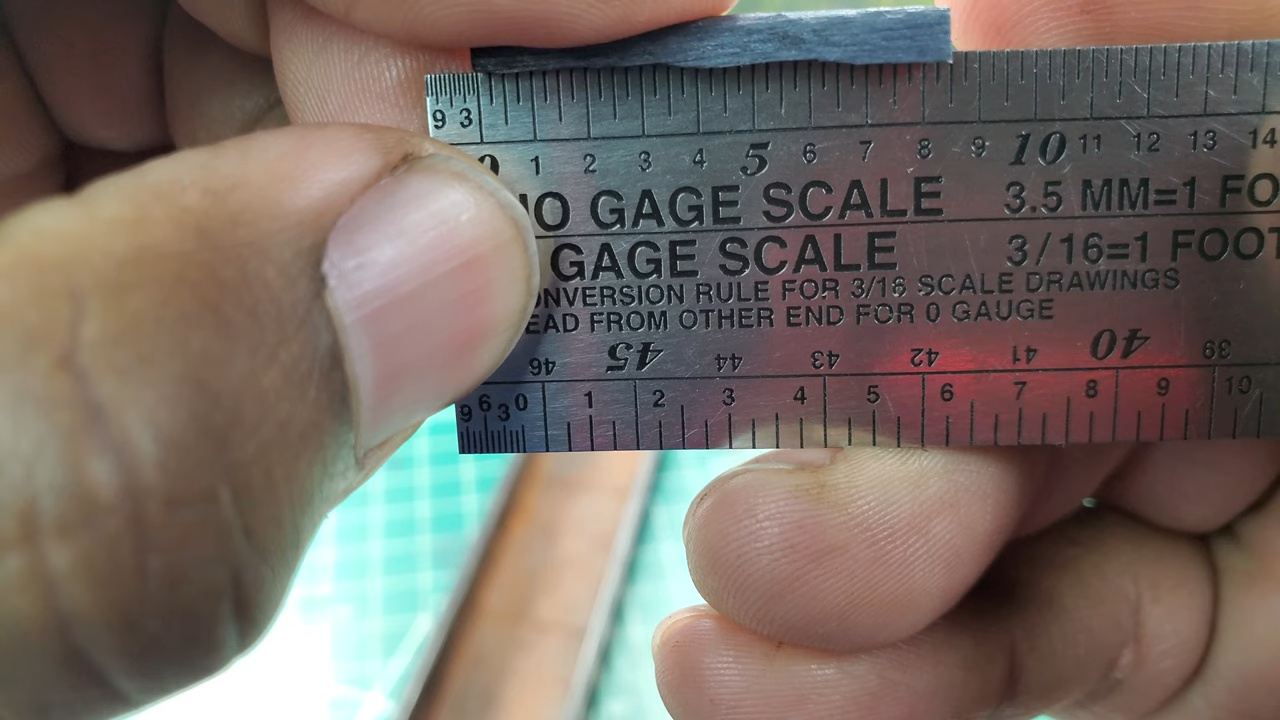 9 3 0 1 2 3 4 5 6 7 8 9 10 11 12 13 14
HO GAGE SCALE 3.5 MM=1 FO
GAGE SCALE 3/16=1 FOOT
ONVERSION RULE FOR 3/16 SCALE DRAWINGS
EAD FROM OTHER END FOR 0 GAUGE
46 45 44 43 42 41 40 39
9 6 3 0 1 2 3 4 5 6 7 8 9 10